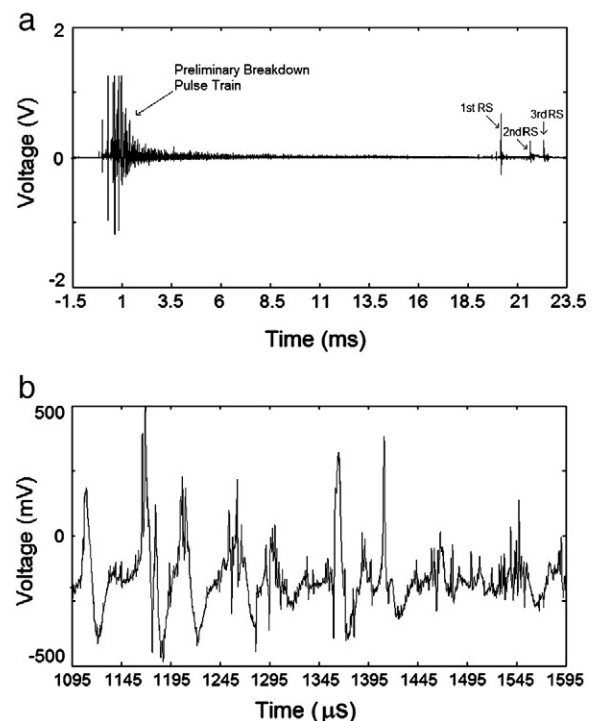 a
2
Preliminary Breakdown
Pulse Train
1st RS
2nd RS
3rd RS
Voltage (V)
0
-2
-1.5 1 3.5 6 8.5 11 13.5 16 18.5 21 23.5
Time (ms)
b
500
Voltage (mV)
0
-500
1095 1145 1195 1245 1295 1345 1395 1445 1495 1545 1595
Time (μS)